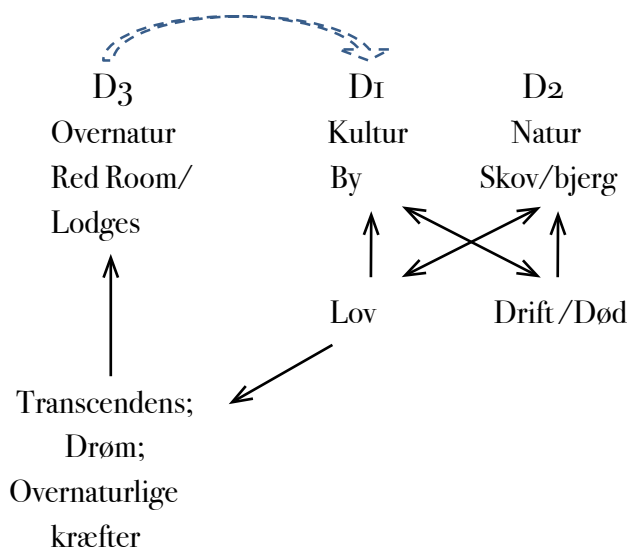 D3
Overnatur
Red Room/
Lodges
D1
Kultur
By
D2
Natur
Skov/bjerg
Lov
Drift/Død
Transcendens;
Drøm;
Overnaturlige
kræfter